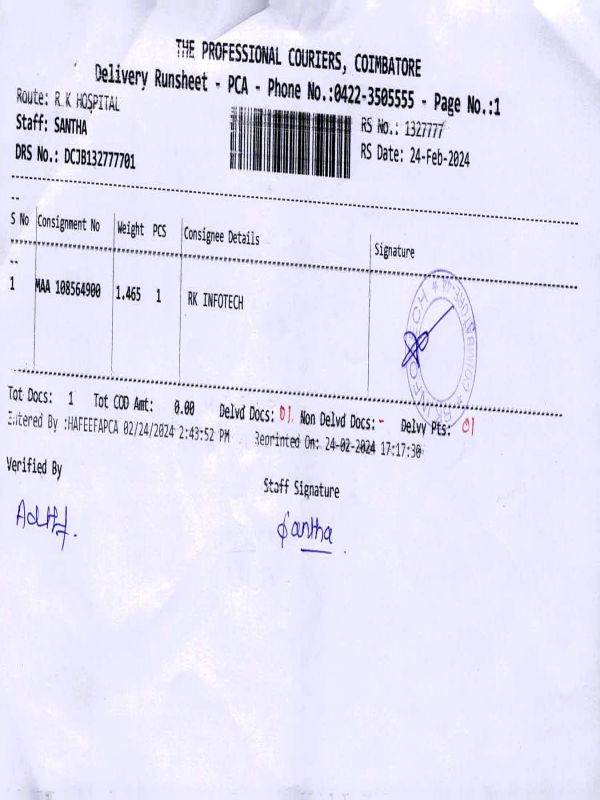 THE PROFESSIONAL COURIERS, COIMBATORE
Delivery Runsheet - PCA - Phone No.:0422-3505555 - Page No.:1
Route: R.K HOSPITAL
RS No.: 1327777
Staff: SANTHA
RS Date: 24-Feb-2024
DRS No.: DCJB132777701
S No Consignment No Weight PCS Consignee Details Signature
1 MAA 108564900 1.465 1 RK INFOTECH
Tot Docs: 1 Tot COD Amt: 0.00 Delvd Docs: 01 Non Delvd Docs: - Delvy Pts: 01
Entered By :HAFEEFAPCA 02/24/2024 2:43:52 PM Reprinted On: 24-02-2024 17:17:30
Verified By
Staff Signature
Santha